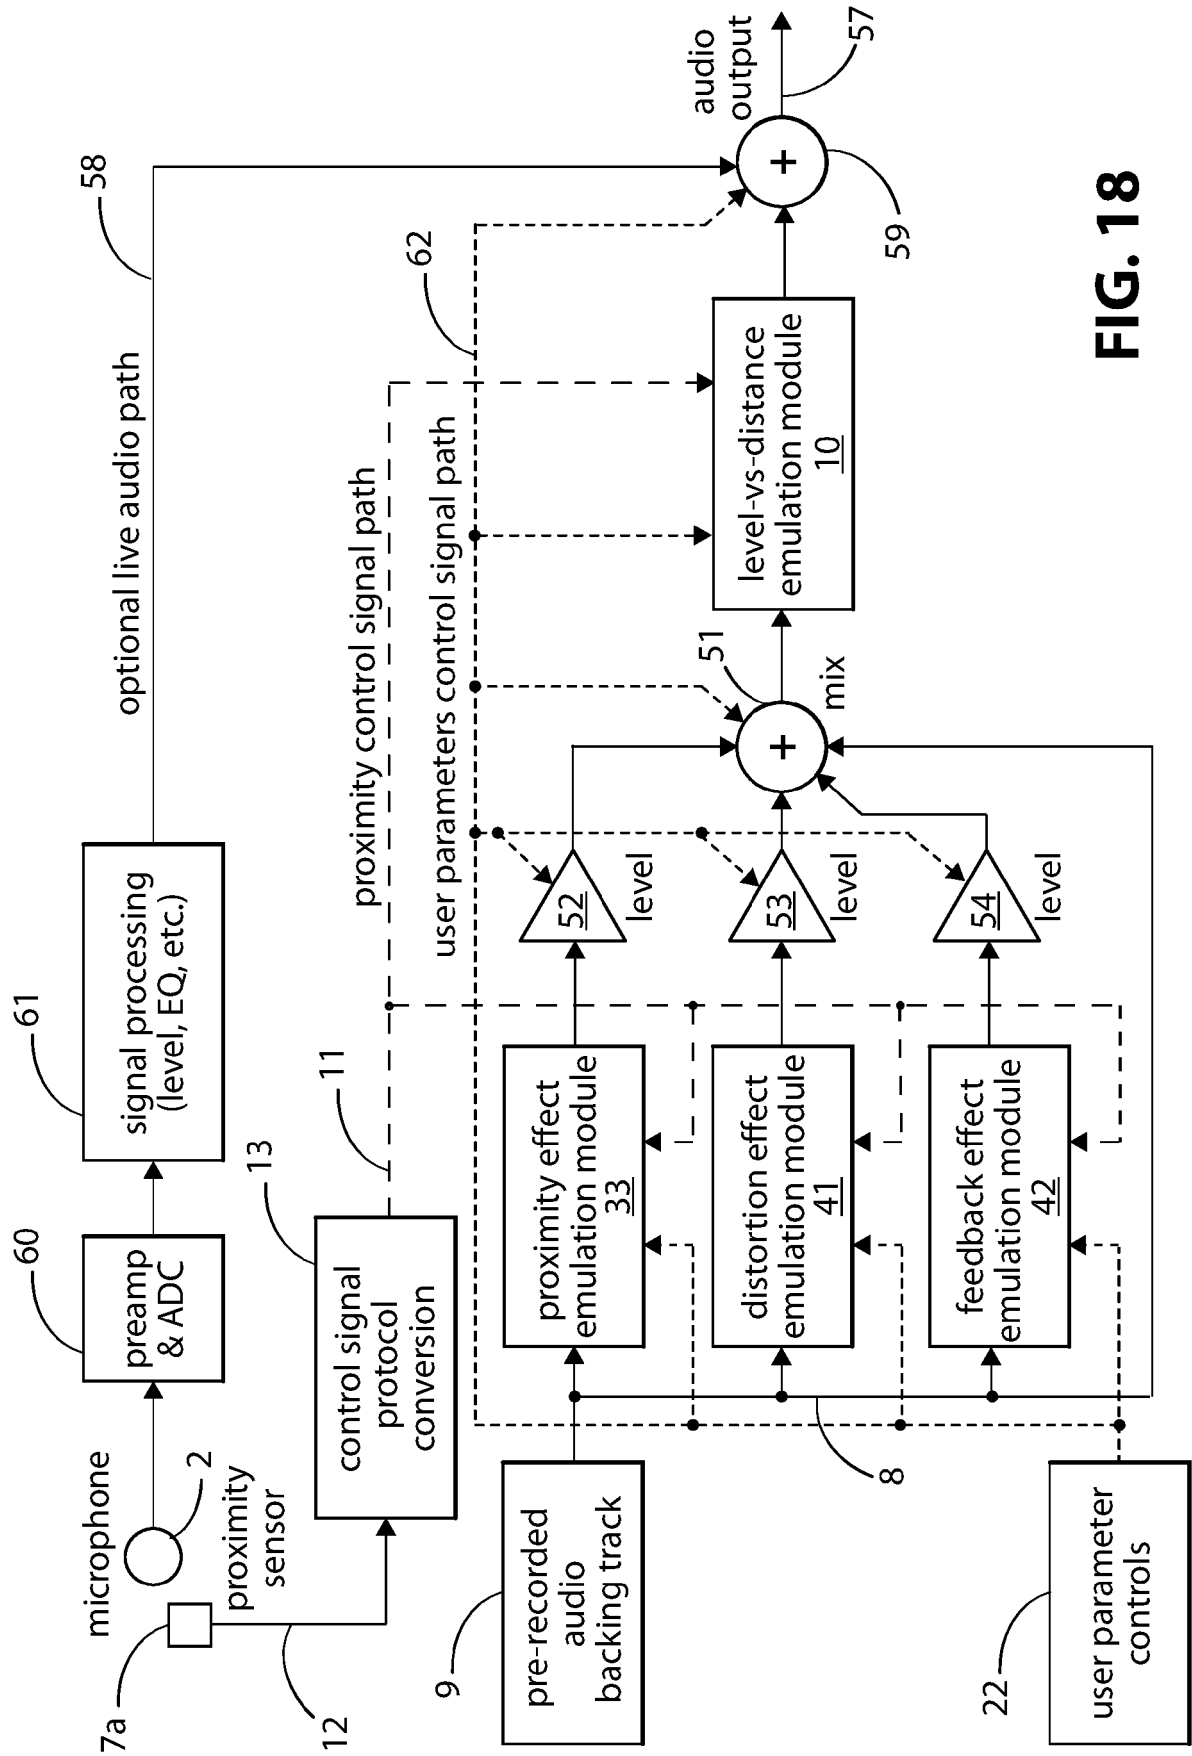 microphone
2
7a
proximity
sensor
12
60
preamp
& ADC
61
signal processing
(level, EQ, etc.)
optional live audio path
58
13
control signal
protocol
conversion
11
proximity control signal path
user parameters control signal path
62
9
pre-recorded
audio
backing track
8
proximity effect
emulation module
33
distortion effect
emulation module
41
feedback effect
emulation module
42
52
level
53
level
54
level
51
+
mix
level-vs-distance
emulation module
10
+
59
audio
output
57
22
user parameter
controls
FIG. 18